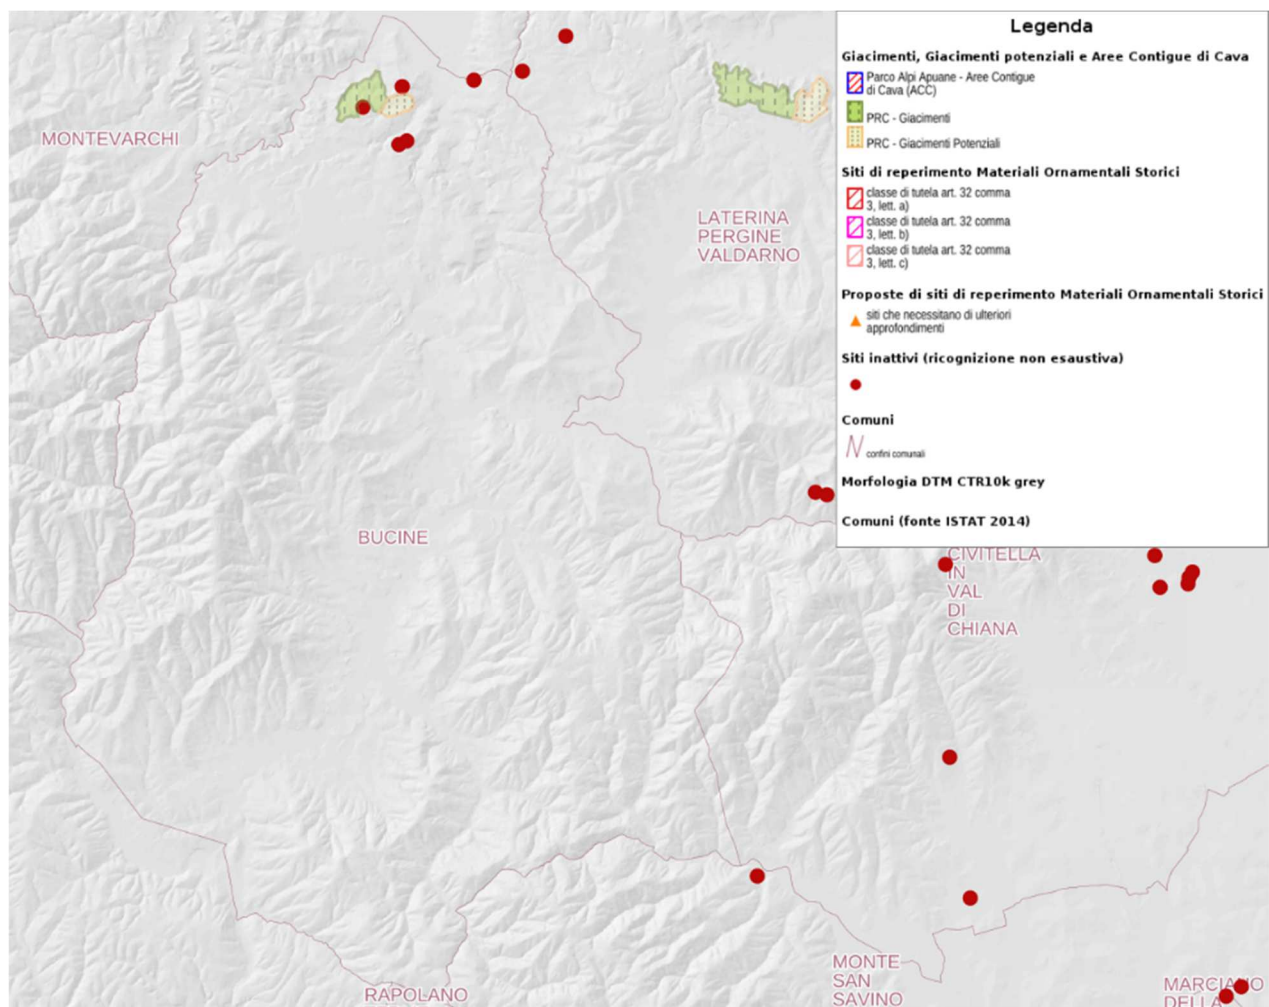 MONTEVARCHI
LATERINA
PERGINE
VALDARNO
BUCINE
CIVITELLA
IN
VAL
DI
CHIANA
MONTE
SAN
SAVINO
RAPOLANO
MARCIANO
DELLA
Legenda
Giacimenti, Giacimenti potenziali e Aree Contigue di Cava
Parco Alpi Apuane - Aree Contigue
di Cava (ACC)
PRC - Giacimenti
PRC - Giacimenti Potenziali
Siti di reperimento Materiali Ornamentali Storici
classe di tutela art. 32 comma
3, lett. a)
classe di tutela art. 32 comma
3, lett. b)
classe di tutela art. 32 comma
3, lett. c)
Proposte di siti di reperimento Materiali Ornamentali Storici
siti che necessitano di ulteriori
approfondimenti
Siti inattivi (ricognizione non esaustiva)
Comuni
confini comunali
Morfologia DTM CTR10k grey
Comuni (fonte ISTAT 2014)